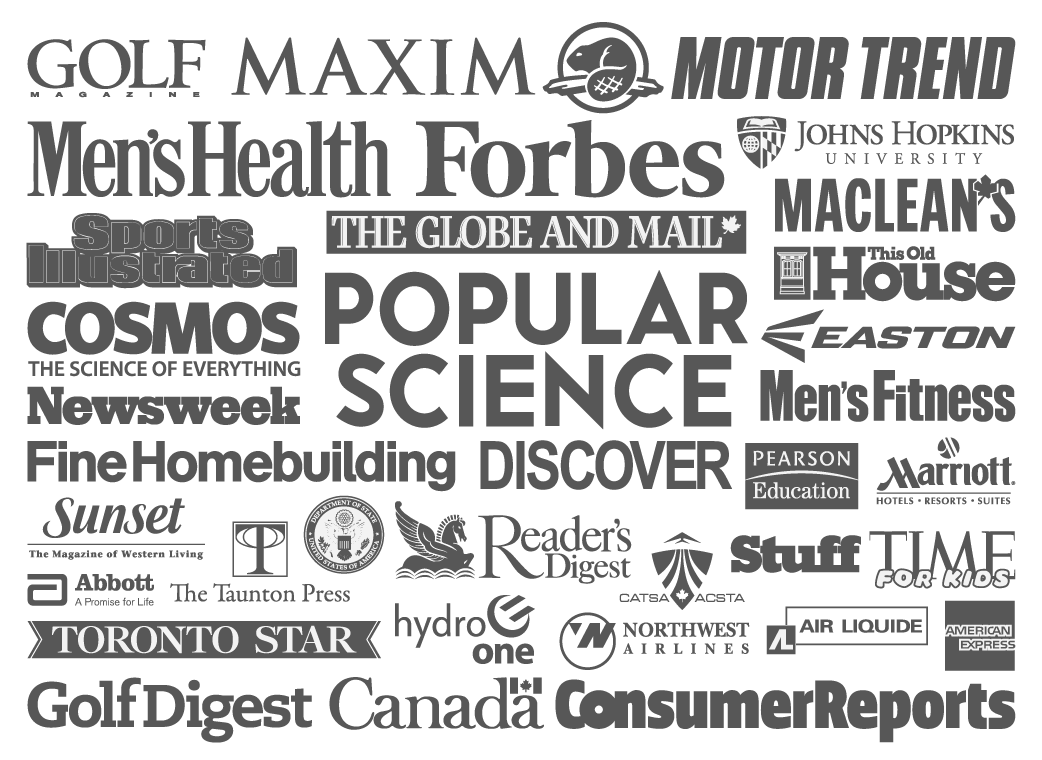 GOLF
MAGAZINE
MAXIM
MOTOR TREND
Men'sHealth
Forbes
JOHNS HOPKINS
UNIVERSITY
MACLEAN'S
Sports
Illustrated
THE GLOBE AND MAIL
This Old
House
COSMOS
THE SCIENCE OF EVERYTHING
POPULAR
SCIENCE
EASTON
Newsweek
Men'sFitness
FineHomebuilding
DISCOVER
PEARSON
Education
Marriott.
HOTELS • RESORTS • SUITES
Sunset
The Magazine of Western Living
DEPARTMENT OF STATE
UNITED STATES OF AMERICA
Reader's
Digest
CATSA ACSTA
Stuff
TIME
FOR KIDS
Abbott
A Promise for Life
The Taunton Press
TORONTO STAR
hydro
one
NORTHWEST
AIRLINES
AIR LIQUIDE
AMERICAN
EXPRESS
GolfDigest
Canada
ConsumerReports